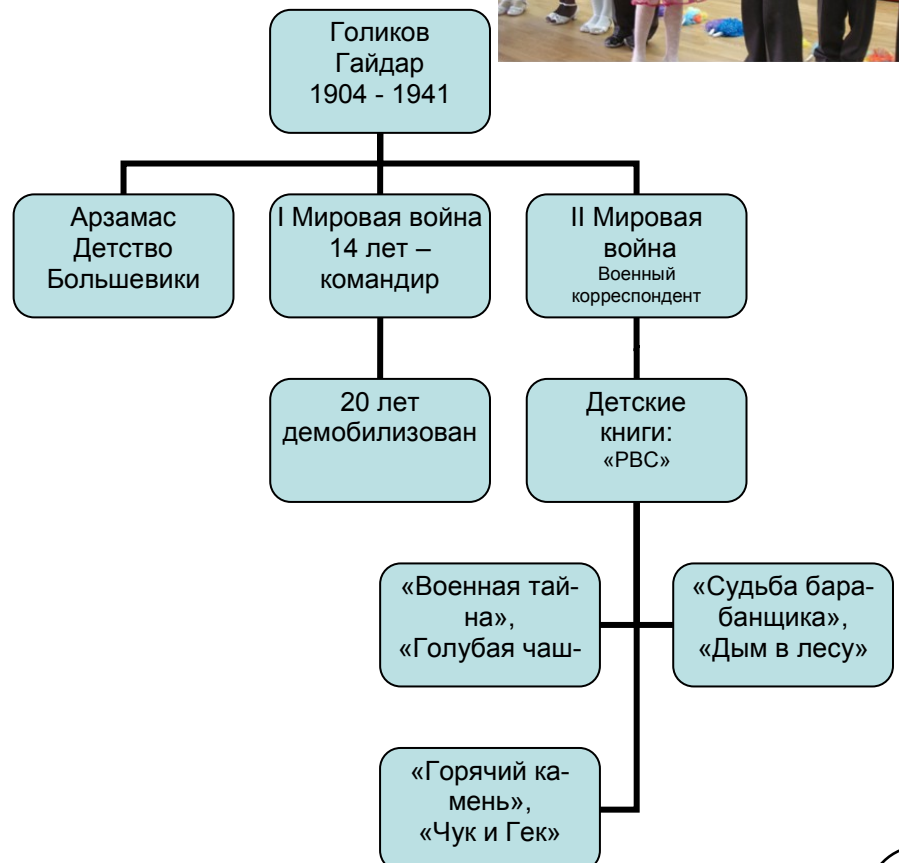 Голиков
Гайдар
1904 - 1941
Арзамас
Детство
Большевики
I Мировая война
14 лет –
командир
II Мировая
война
Военный
корреспондент
20 лет
демобилизован
Детские
книги:
«РВС»
«Военная тай-
на»,
«Голубая чаш-
«Судьба бара-
банщика»,
«Дым в лесу»
«Горячий ка-
мень»,
«Чук и Гек»